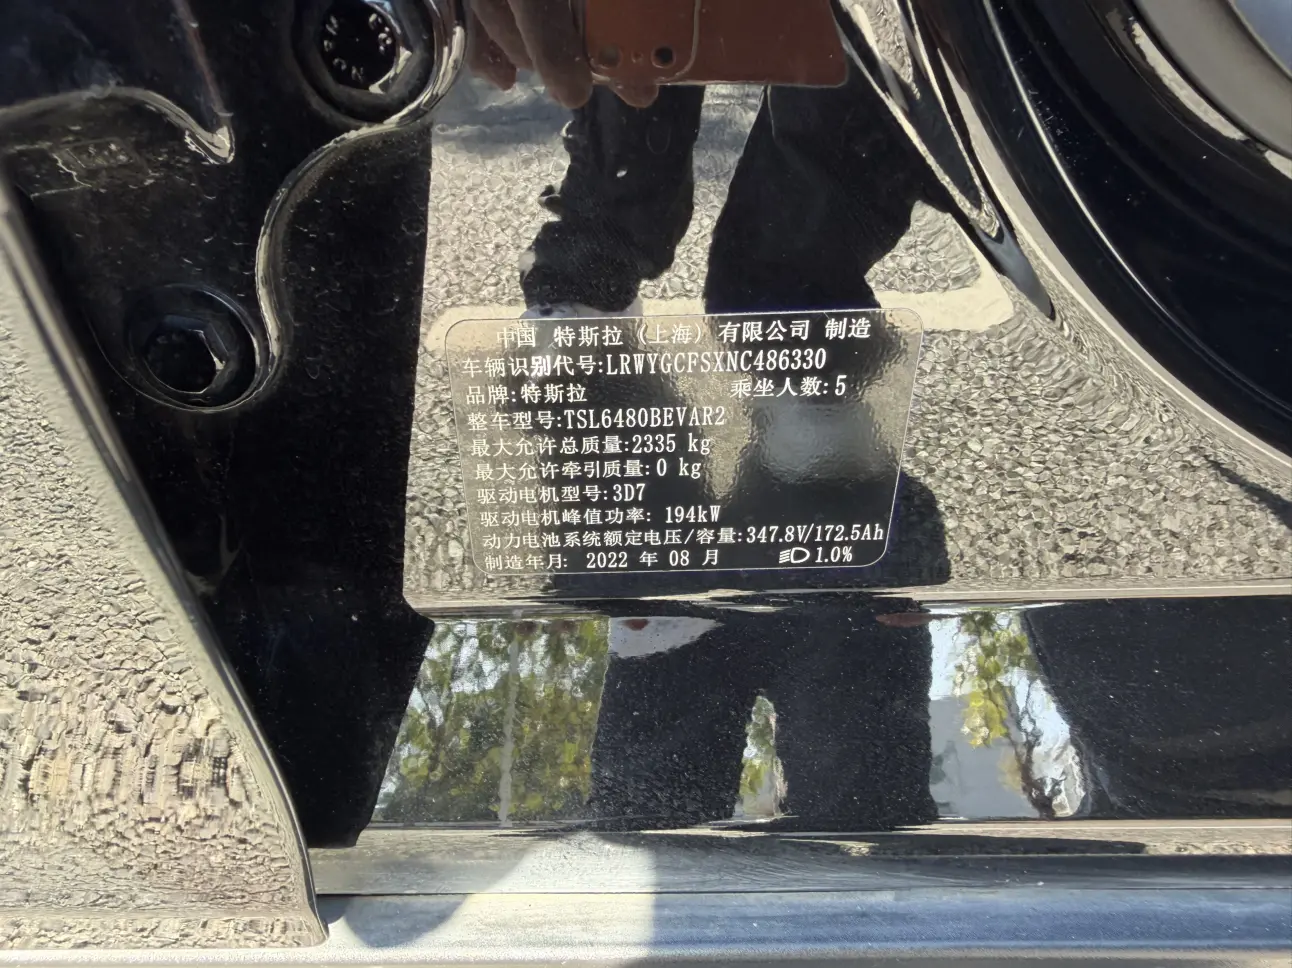 中国 特斯拉（上海）有限公司 制造
车辆识别代号:LRWYGCFSXNC486330
品牌:特斯拉 乘坐人数:5
整车型号:TSL6480BEVAR2
最大允许总质量:2335 kg
最大允许牵引质量:0 kg
驱动电机型号:3D7
驱动电机峰值功率: 194kW
动力电池系统额定电压/容量:347.8V/172.5Ah
制造年月: 2022 年 08 月 1.0%